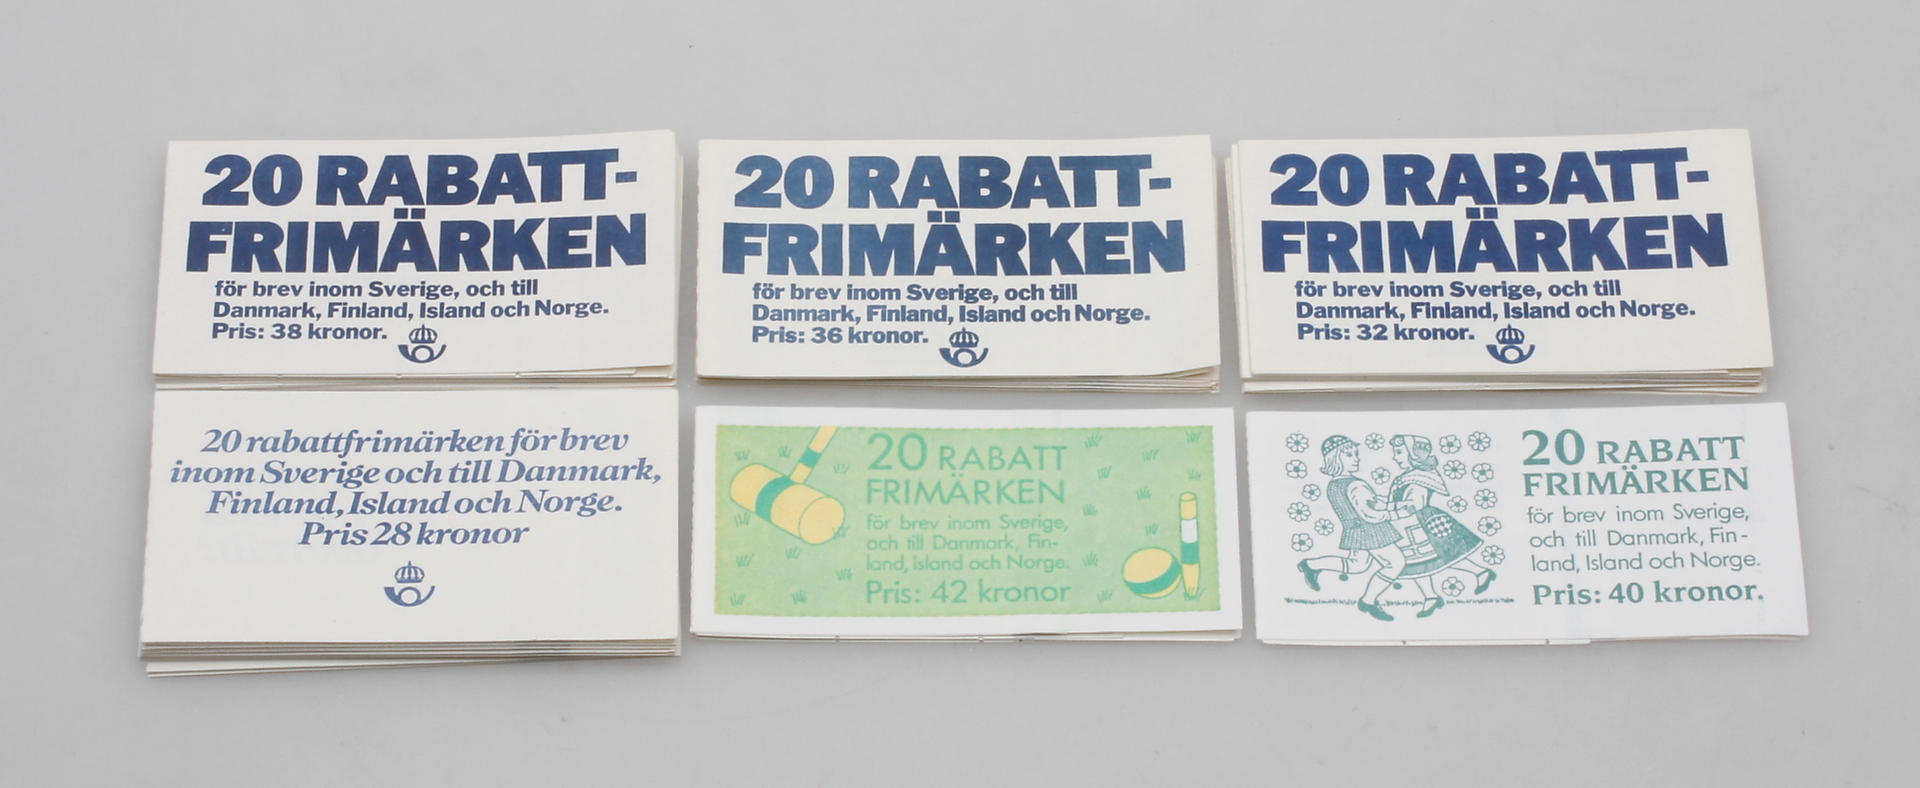 20 RABATT-
FRIMÄRKEN
för brev inom Sverige, och till
Danmark, Finland, Island och Norge.
Pris: 38 kronor.
20 RABATT-
FRIMÄRKEN
för brev inom Sverige, och till
Danmark, Finland, Island och Norge.
Pris: 36 kronor.
20 RABATT-
FRIMÄRKEN
för brev inom Sverige, och till
Danmark, Finland, Island och Norge.
Pris: 32 kronor.
20 rabattfrimärken för brev
inom Sverige och till Danmark,
Finland, Island och Norge.
Pris 28 kronor
20 RABATT
FRIMÄRKEN
för brev inom Sverige,
och till Danmark, Fin-
land, Island och Norge.
Pris: 42 kronor
20 RABATT
FRIMÄRKEN
för brev inom Sverige,
och till Danmark, Fin-
land, Island och Norge.
Pris: 40 kronor.